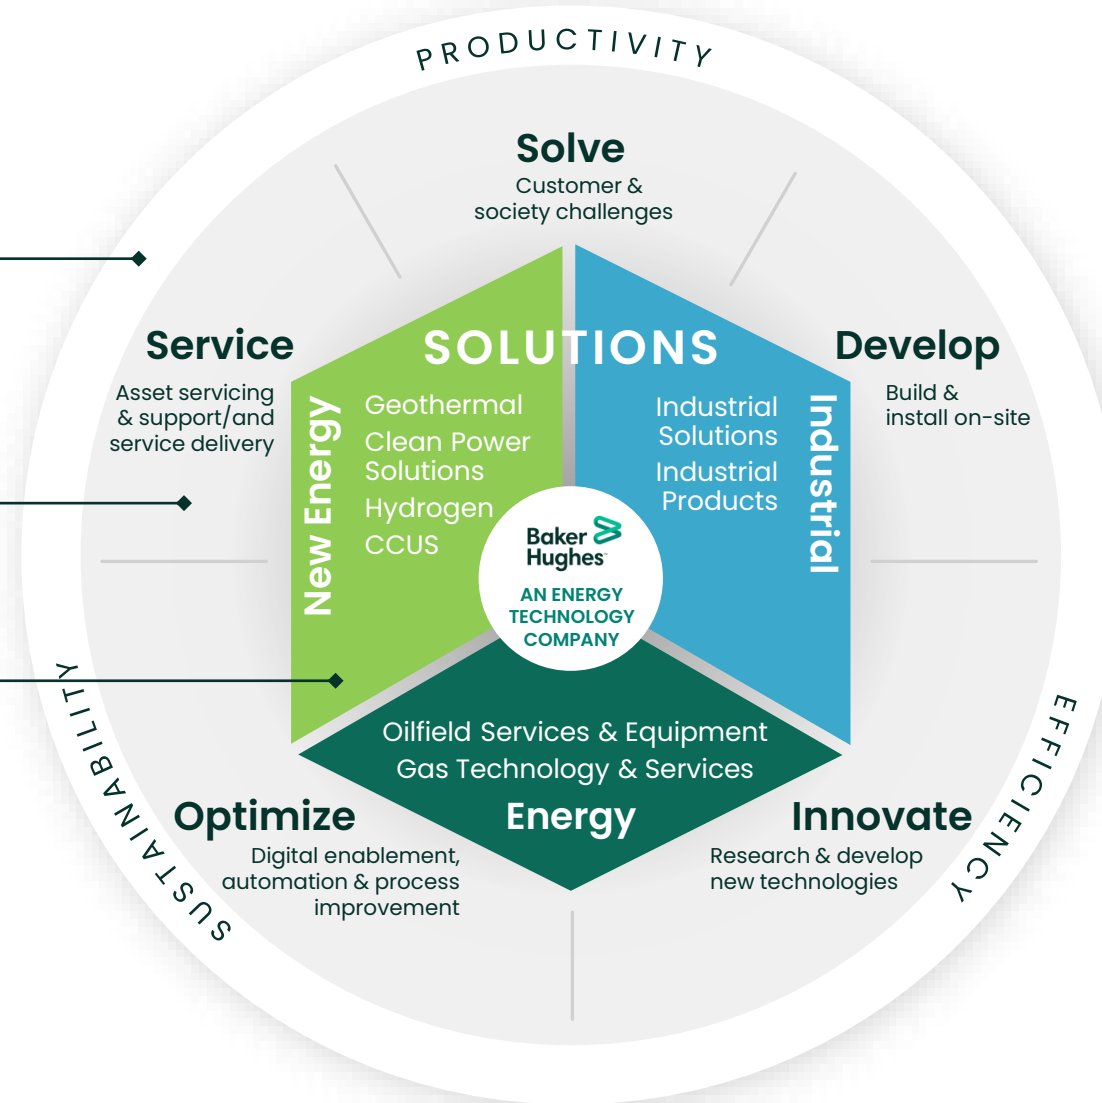 PRODUCTIVITY
Solve
Customer &
society challenges
Service
Asset servicing
& support/and
service delivery
Develop
Build &
install on-site
SOLUTIONS
New Energy
Geothermal
Clean Power
Solutions
Hydrogen
CCUS
Industrial
Solutions
Industrial
Products
Industrial
Baker
Hughes
AN ENERGY
TECHNOLOGY
COMPANY
Oilfield Services & Equipment
Gas Technology & Services
Energy
Optimize
Digital enablement,
automation & process
improvement
Innovate
Research & develop
new technologies
SUSTAINABILITY
EFFICIENCY